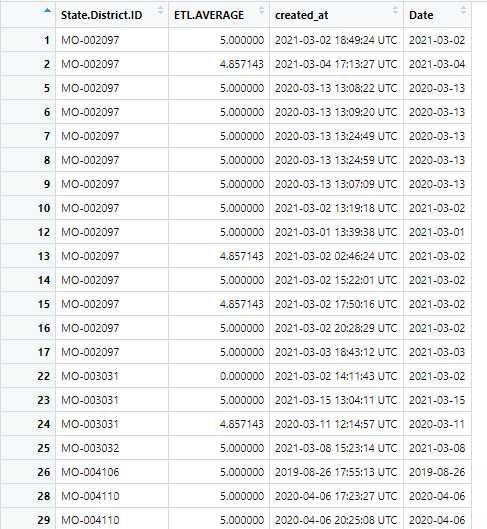 State.District.ID ETL.AVERAGE created_at Date
1 MO-002097 5.000000 2021-03-02 18:49:24 UTC 2021-03-02
2 MO-002097 4.857143 2021-03-04 17:13:27 UTC 2021-03-04
5 MO-002097 5.000000 2020-03-13 13:08:22 UTC 2020-03-13
6 MO-002097 5.000000 2020-03-13 13:09:20 UTC 2020-03-13
7 MO-002097 5.000000 2020-03-13 13:24:49 UTC 2020-03-13
8 MO-002097 5.000000 2020-03-13 13:24:59 UTC 2020-03-13
9 MO-002097 5.000000 2020-03-13 13:07:09 UTC 2020-03-13
10 MO-002097 5.000000 2021-03-02 13:19:18 UTC 2021-03-02
12 MO-002097 5.000000 2021-03-01 13:39:38 UTC 2021-03-01
13 MO-002097 4.857143 2021-03-02 02:46:24 UTC 2021-03-02
14 MO-002097 5.000000 2021-03-02 15:22:01 UTC 2021-03-02
15 MO-002097 4.857143 2021-03-02 17:50:16 UTC 2021-03-02
16 MO-002097 5.000000 2021-03-02 20:28:29 UTC 2021-03-02
17 MO-002097 5.000000 2021-03-03 18:43:12 UTC 2021-03-03
22 MO-003031 0.000000 2021-03-02 14:11:43 UTC 2021-03-02
23 MO-003031 5.000000 2021-03-15 13:04:11 UTC 2021-03-15
24 MO-003031 4.857143 2020-03-11 12:14:57 UTC 2020-03-11
25 MO-003032 5.000000 2021-03-08 15:23:14 UTC 2021-03-08
26 MO-004106 5.000000 2019-08-26 17:55:13 UTC 2019-08-26
28 MO-004110 5.000000 2020-04-06 17:23:27 UTC 2020-04-06
29 MO-004110 5.000000 2020-04-06 20:25:08 UTC 2020-04-06